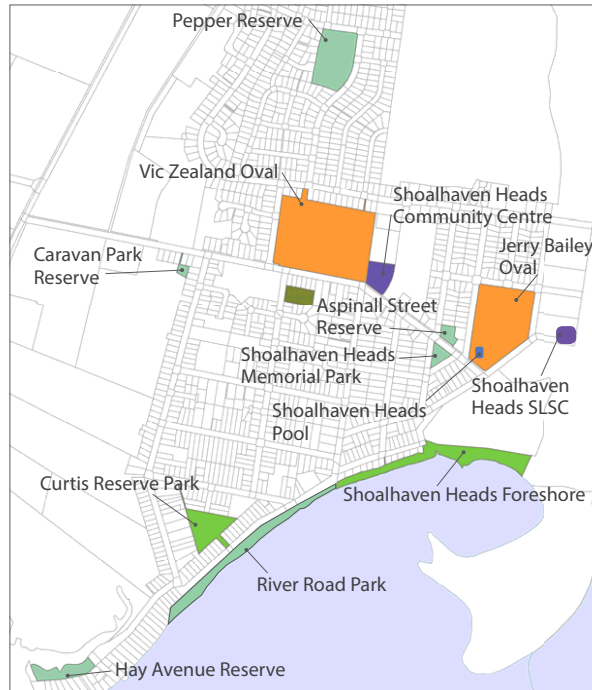 Pepper Reserve
Vic Zealand Oval
Shoalhaven Heads
Community Centre
Jerry Bailey
Oval
Caravan Park
Reserve
Aspinall Street
Reserve
Shoalhaven Heads
Memorial Park
Shoalhaven Heads
Pool
Shoalhaven
Heads SLSC
Curtis Reserve Park
Shoalhaven Heads Foreshore
River Road Park
Hay Avenue Reserve